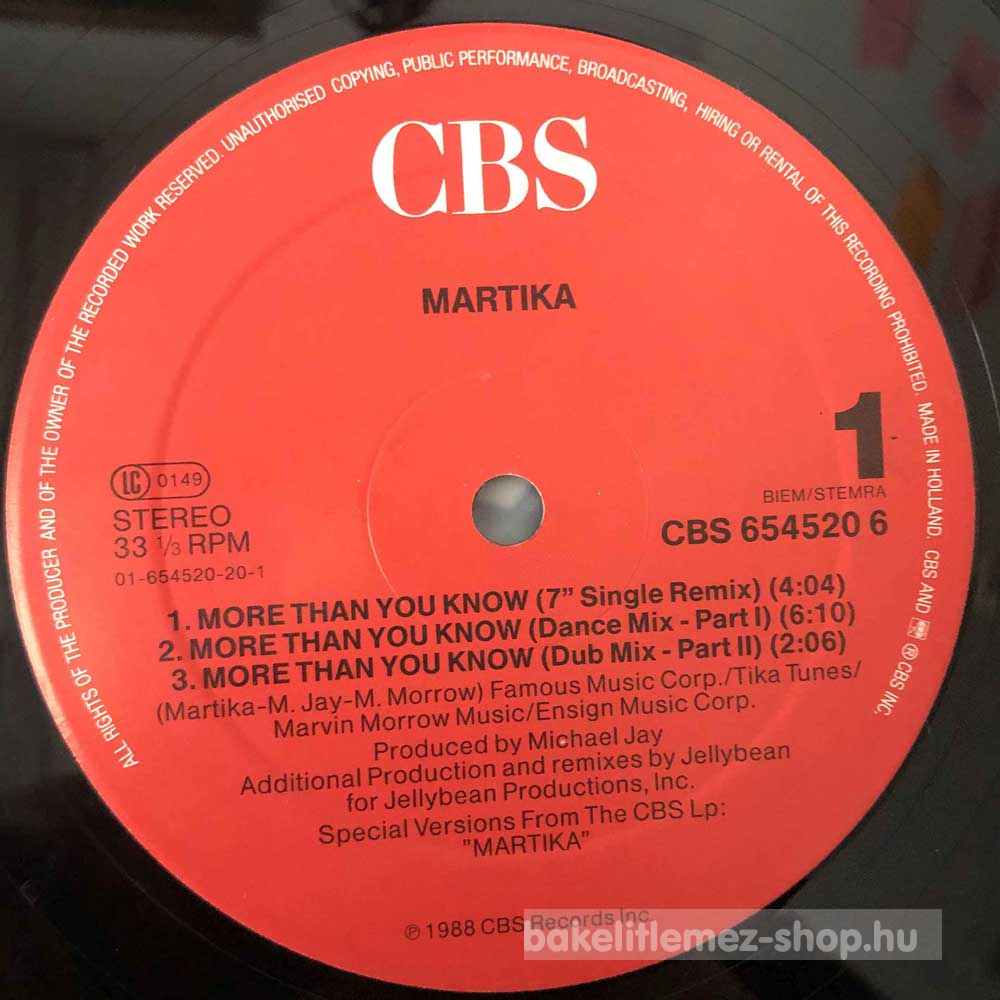 ALL RIGHTS OF THE PRODUCER AND OF THE OWNER OF THE RECORDED WORK RESERVED. UNAUTHORISED COPYING, PUBLIC PERFORMANCE, BROADCASTING, HIRING OR RENTAL OF THIS RECORDING PROHIBITED. MADE IN HOLLAND. CBS AND ℗ CBS INC.
CBS
MARTIKA
1
LC 0149
STEREO
33 1/3 RPM
01-654520-20-1
BIEM/STEMRA
CBS 654520 6
1. MORE THAN YOU KNOW (7" Single Remix) (4:04)
2. MORE THAN YOU KNOW (Dance Mix - Part I) (6:10)
3. MORE THAN YOU KNOW (Dub Mix - Part II) (2:06)
(Martika-M. Jay-M. Morrow) Famous Music Corp./Tika Tunes/
Marvin Morrow Music/Ensign Music Corp.
Produced by Michael Jay
Additional Production and remixes by Jellybean
for Jellybean Productions, Inc.
Special Versions From The CBS Lp:
"MARTIKA"
℗ 1988 CBS Records Inc.
bakelitlemez-shop.hu